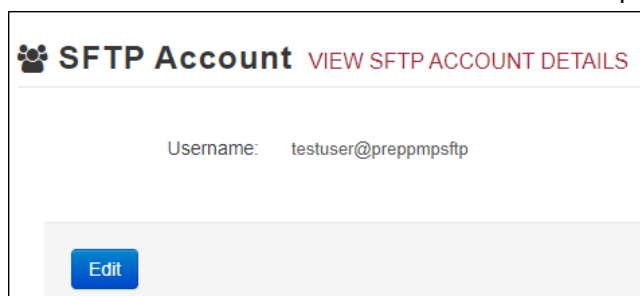 SFTP Account VIEW SFTP ACCOUNT DETAILS
Username: testuser@preppmpsftp
Edit